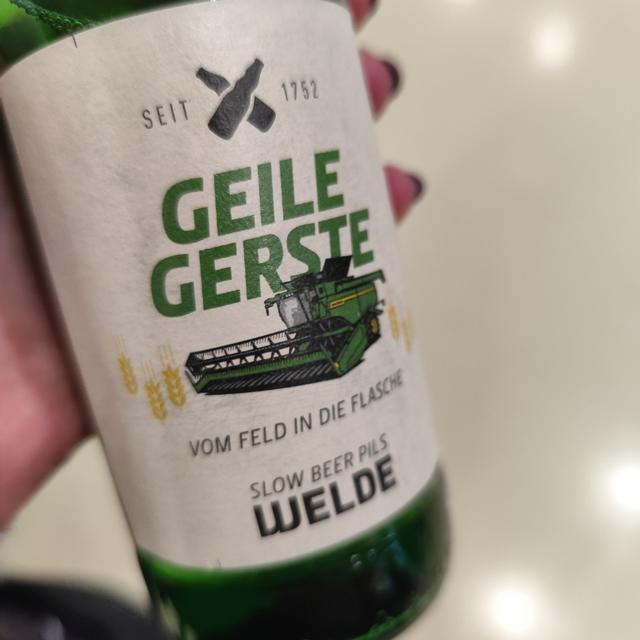 SEIT 1752
GEILE
GERSTE
VOM FELD IN DIE FLASCHE
SLOW BEER PILS
WELDE